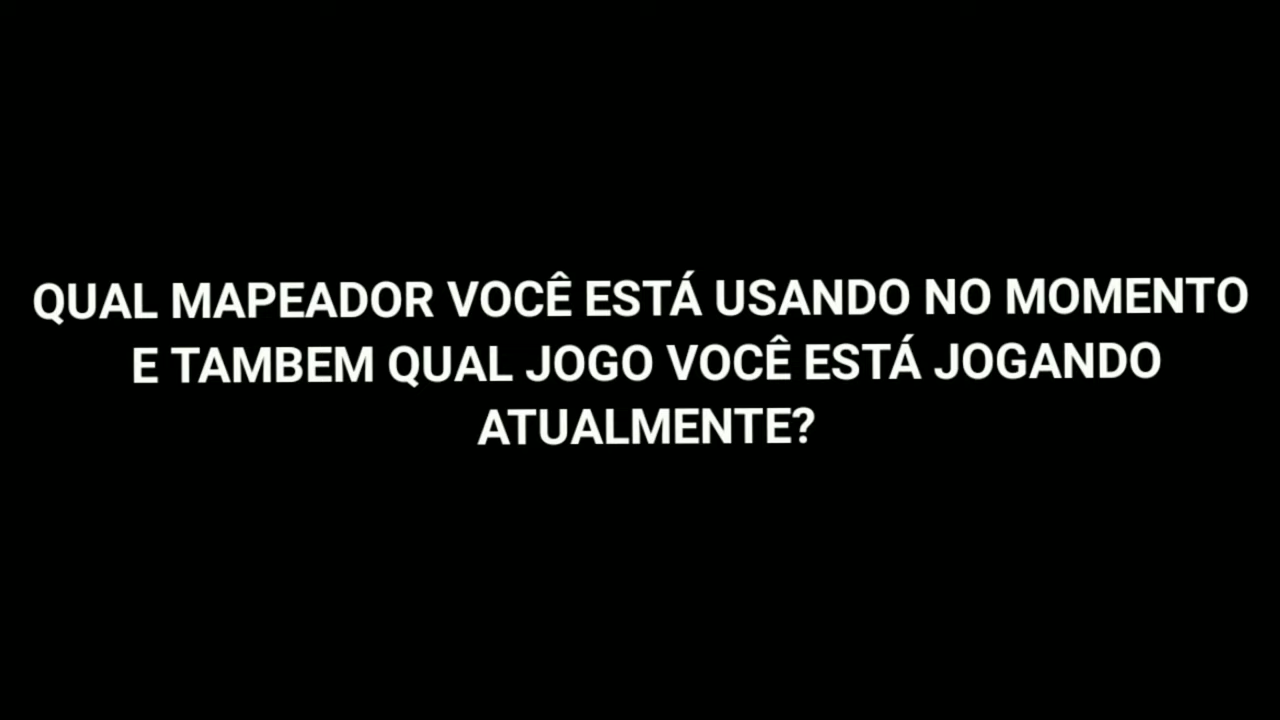 QUAL MAPEADOR VOCÊ ESTÁ USANDO NO MOMENTO
E TAMBEM QUAL JOGO VOCÊ ESTÁ JOGANDO
ATUALMENTE?